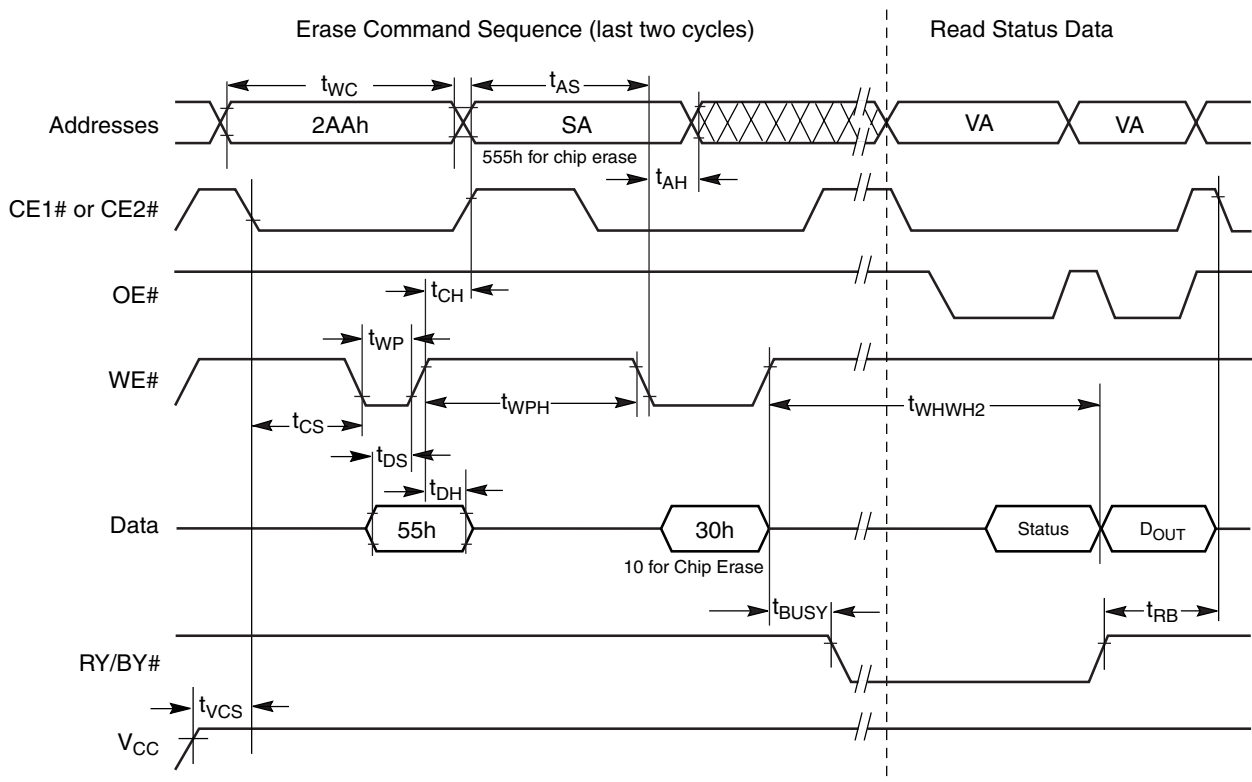 Erase Command Sequence (last two cycles)
Read Status Data
tWC
tAS
Addresses
2AAh
SA
VA
VA
555h for chip erase
tAH
CE1# or CE2#
OE#
tCH
tWP
WE#
tWPH
tWHWH2
tCS
tDS
tDH
Data
55h
30h
Status
DOUT
10 for Chip Erase
tBUSY
tRB
RY/BY#
tVCS
VCC